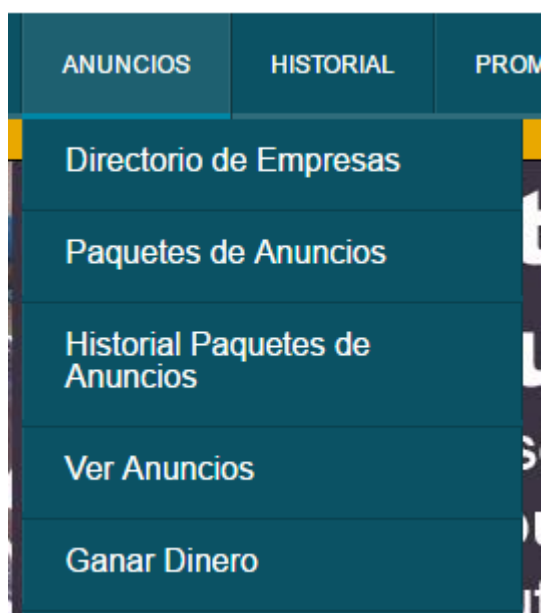 ANUNCIOS HISTORIAL
Directorio de Empresas
Paquetes de Anuncios
Historial Paquetes de
Anuncios
Ver Anuncios
Ganar Dinero